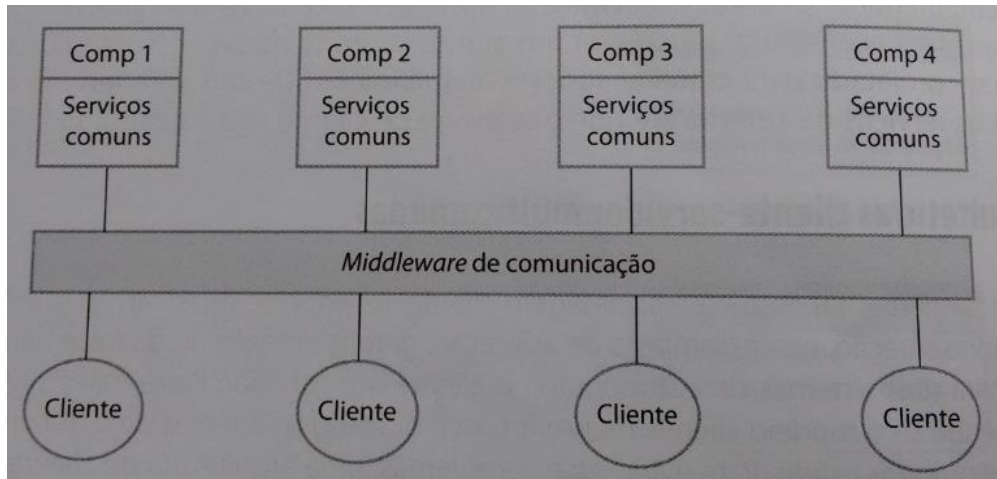 Comp 1
Serviços
comuns
Comp 2
Serviços
comuns
Comp 3
Serviços
comuns
Comp 4
Serviços
comuns
Middleware de comunicação
Cliente
Cliente
Cliente
Cliente